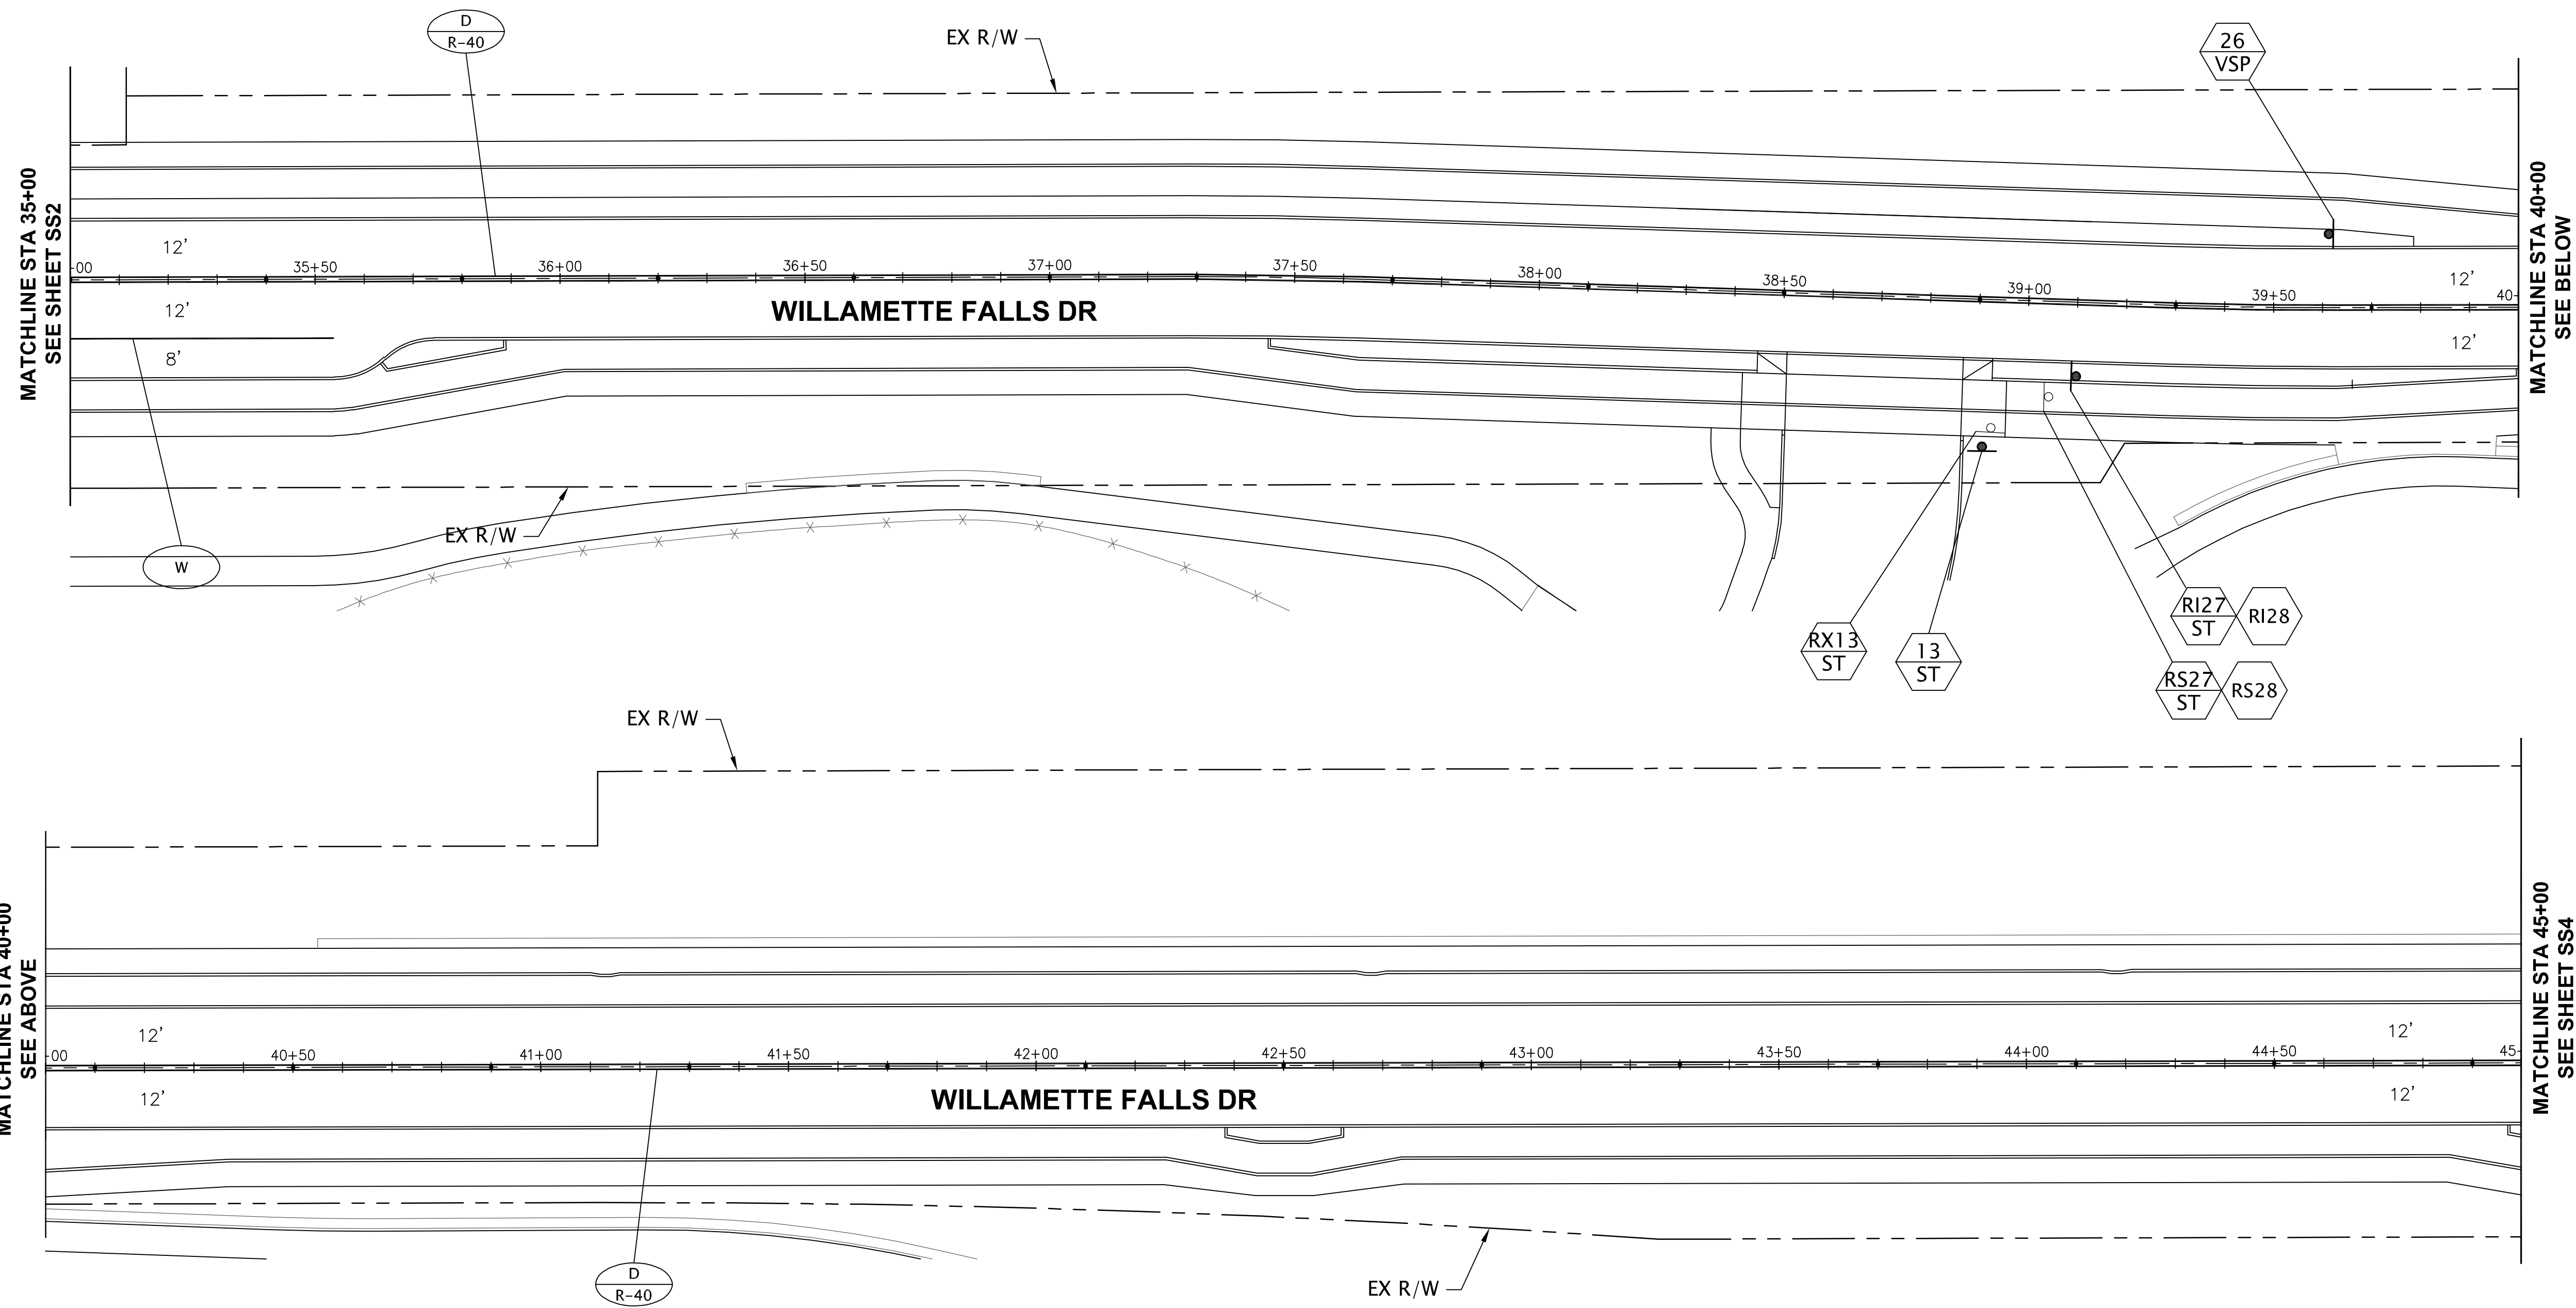 D
R-40
EX R/W
26
VSP
MATCHLINE STA 35+00
SEE SHEET SS2
12'
00
35+50
36+00
36+50
37+00
37+50
38+00
38+50
39+00
39+50
40
12'
12'
WILLAMETTE FALLS DR
12'
8'
MATCHLINE STA 40+00
SEE BELOW
EX R/W
W
RX13
ST
13
ST
RI27
ST
RI28
RS27
ST
RS28
EX R/W
MATCHLINE STA 40+00
SEE ABOVE
12'
12'
00
40+50
41+00
41+50
42+00
42+50
43+00
43+50
44+00
44+50
45
12'
WILLAMETTE FALLS DR
12'
MATCHLINE STA 45+00
SEE SHEET SS4
D
R-40
EX R/W